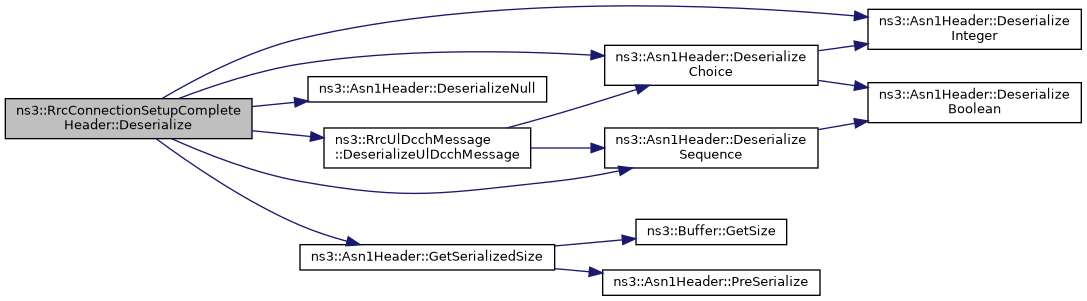 ns3::RrcConnectionSetupComplete
Header::Deserialize
ns3::Asn1Header::DeserializeNull
ns3::RrcUlDcchMessage
::DeserializeUlDcchMessage
ns3::Asn1Header::GetSerializedSize
ns3::Asn1Header::Deserialize
Choice
ns3::Asn1Header::Deserialize
Sequence
ns3::Buffer::GetSize
ns3::Asn1Header::PreSerialize
ns3::Asn1Header::Deserialize
Integer
ns3::Asn1Header::Deserialize
Boolean